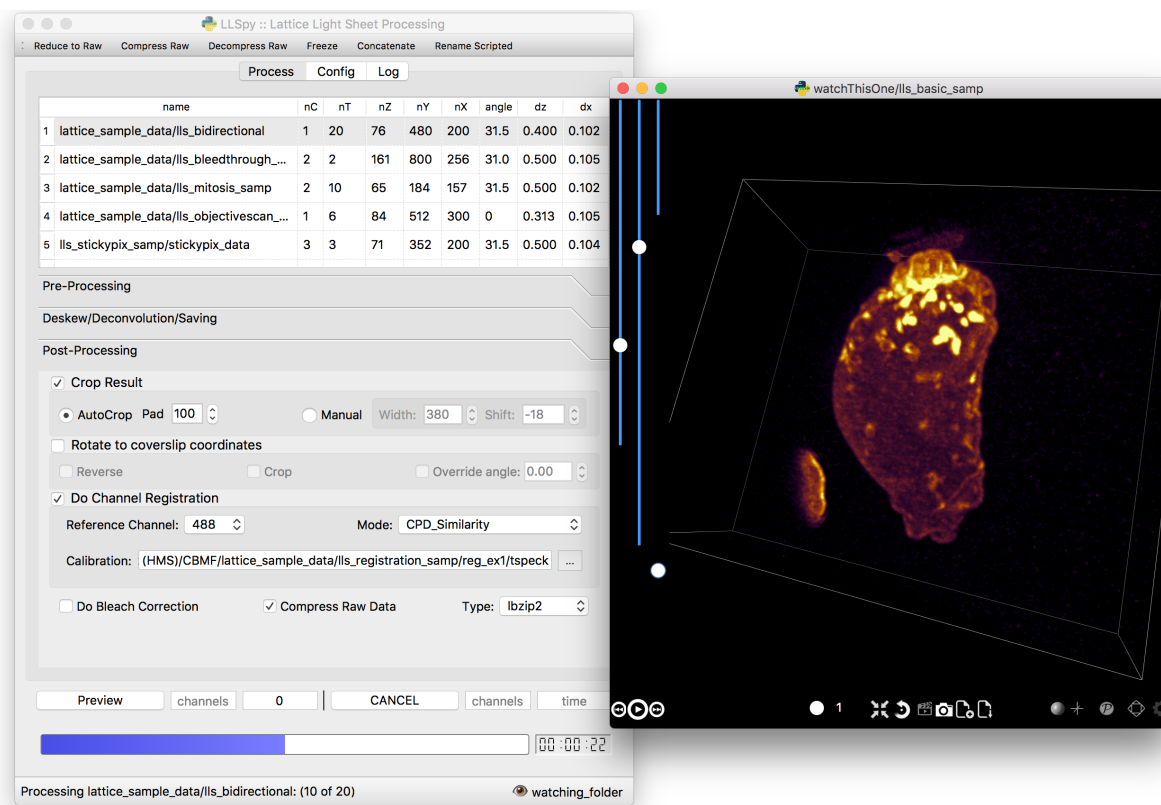 LLSpy :: Lattice Light Sheet Processing
Reduce to Raw Compress Raw Decompress Raw Freeze Concatenate Rename Scripted
Process Config Log
name nC nT nZ nY nX angle dz dx
1 lattice_sample_data/lls_bidirectional 1 20 76 480 200 31.5 0.400 0.102
2 lattice_sample_data/lls_bleedthrough_... 2 2 161 800 256 31.0 0.500 0.105
3 lattice_sample_data/lls_mitosis_samp 2 10 65 184 157 31.5 0.500 0.102
4 lattice_sample_data/lls_objectivescan_... 1 6 84 512 300 0 0.313 0.105
5 lls_stickypix_samp/stickypix_data 3 3 71 352 200 31.5 0.500 0.104
Pre-Processing
Deskew/Deconvolution/Saving
Post-Processing
Crop Result
AutoCrop Pad 100 Manual Width: 380 Shift: -18
Rotate to coverslip coordinates
Reverse Crop Override angle: 0.00
Do Channel Registration
Reference Channel: 488 Mode: CPD_Similarity
Calibration: (HMS)/CBMF/lattice_sample_data/lls_registration_samp/reg_ex1/tspeck ...
Do Bleach Correction Compress Raw Data Type: lbzip2
Preview channels 0 CANCEL channels time
00:00:22
Processing lattice_sample_data/lls_bidirectional: (10 of 20) watching_folder
watchThisOne/lls_basic_samp
1
P